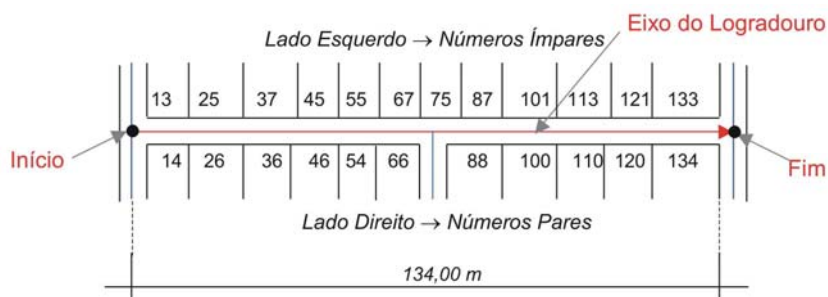 Eixo do Logradouro
Lado Esquerdo → Números Ímpares
13 25 37 45 55 67 75 87 101 113 121 133
Início
Fim
14 26 36 46 54 66 88 100 110 120 134
Lado Direito → Números Pares
134,00 m